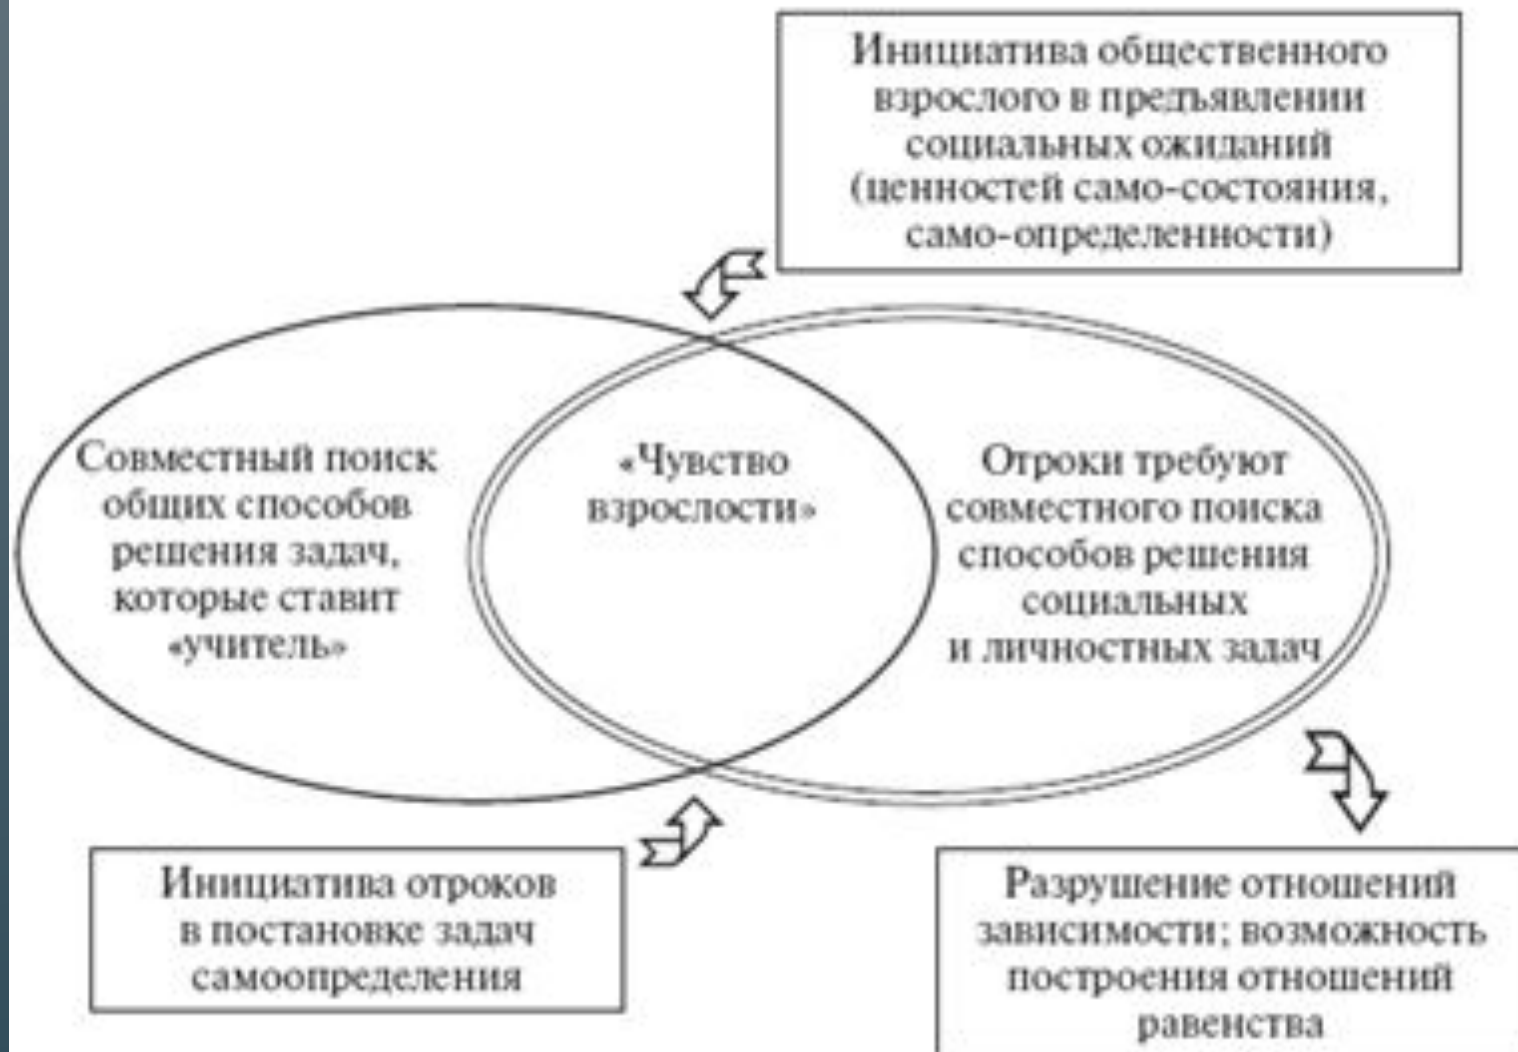 Инициатива общественного
взрослого в предъявлении
социальных ожиданий
(ценностей само-состояния,
само-определенности)
Совместный поиск
общих способов
решения задач,
которые ставит
«учитель»
«Чувство
взрослости»
Отроки требуют
совместного поиска
способов решения
социальных
и личностных задач
Инициатива отроков
в постановке задач
самоопределения
Разрушение отношений
зависимости; возможность
построения отношений
равенства